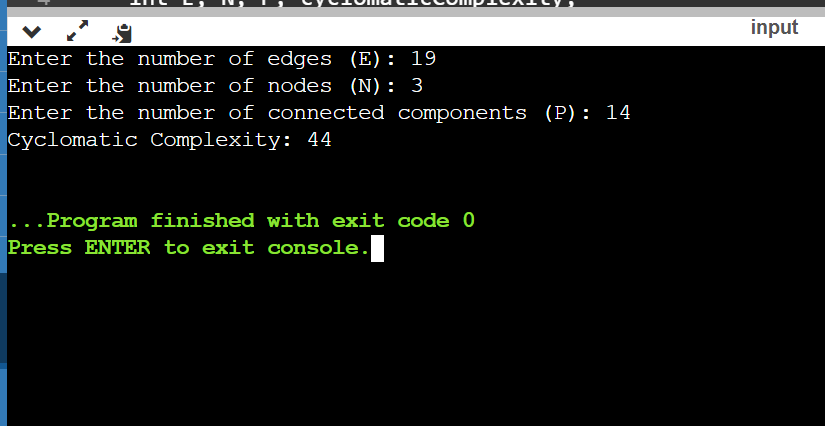 int E, N, P, cyclomaticComplexity;
input
Enter the number of edges (E): 19
Enter the number of nodes (N): 3
Enter the number of connected components (P): 14
Cyclomatic Complexity: 44
...Program finished with exit code 0
Press ENTER to exit console.